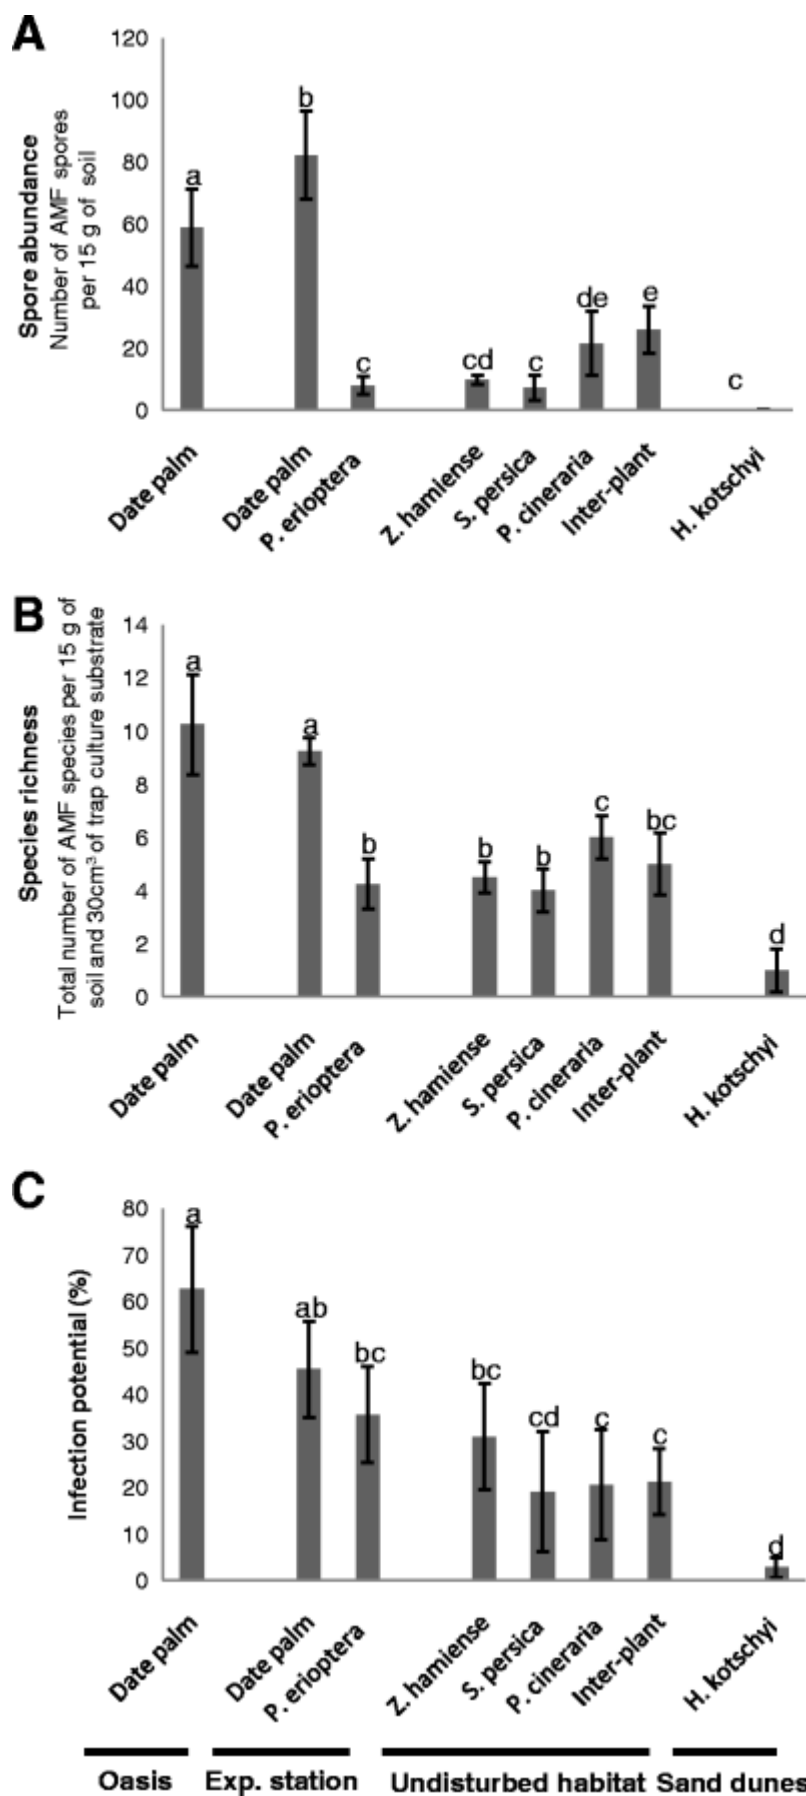 A
Spore abundance
Number of AMF spores
per 15 g of soil
120
100
80
60
40
20
0
a
b
c
cd
c
de
e
c
Date palm
Date palm
P. erioptera
Z. hamiense
S. persica
P. cineraria
Inter-plant
H. kotschyi
B
Species richness
Total number of AMF species per 15 g of
soil and 30cm³ of trap culture substrate
14
12
10
8
6
4
2
0
a
a
b
b
b
c
bc
d
Date palm
Date palm
P. erioptera
Z. hamiense
S. persica
P. cineraria
Inter-plant
H. kotschyi
C
Infection potential (%)
80
70
60
50
40
30
20
10
0
a
ab
bc
bc
cd
c
c
d
Date palm
Date palm
P. erioptera
Z. hamiense
S. persica
P. cineraria
Inter-plant
H. kotschyi
Oasis
Exp. station
Undisturbed habitat
Sand dunes